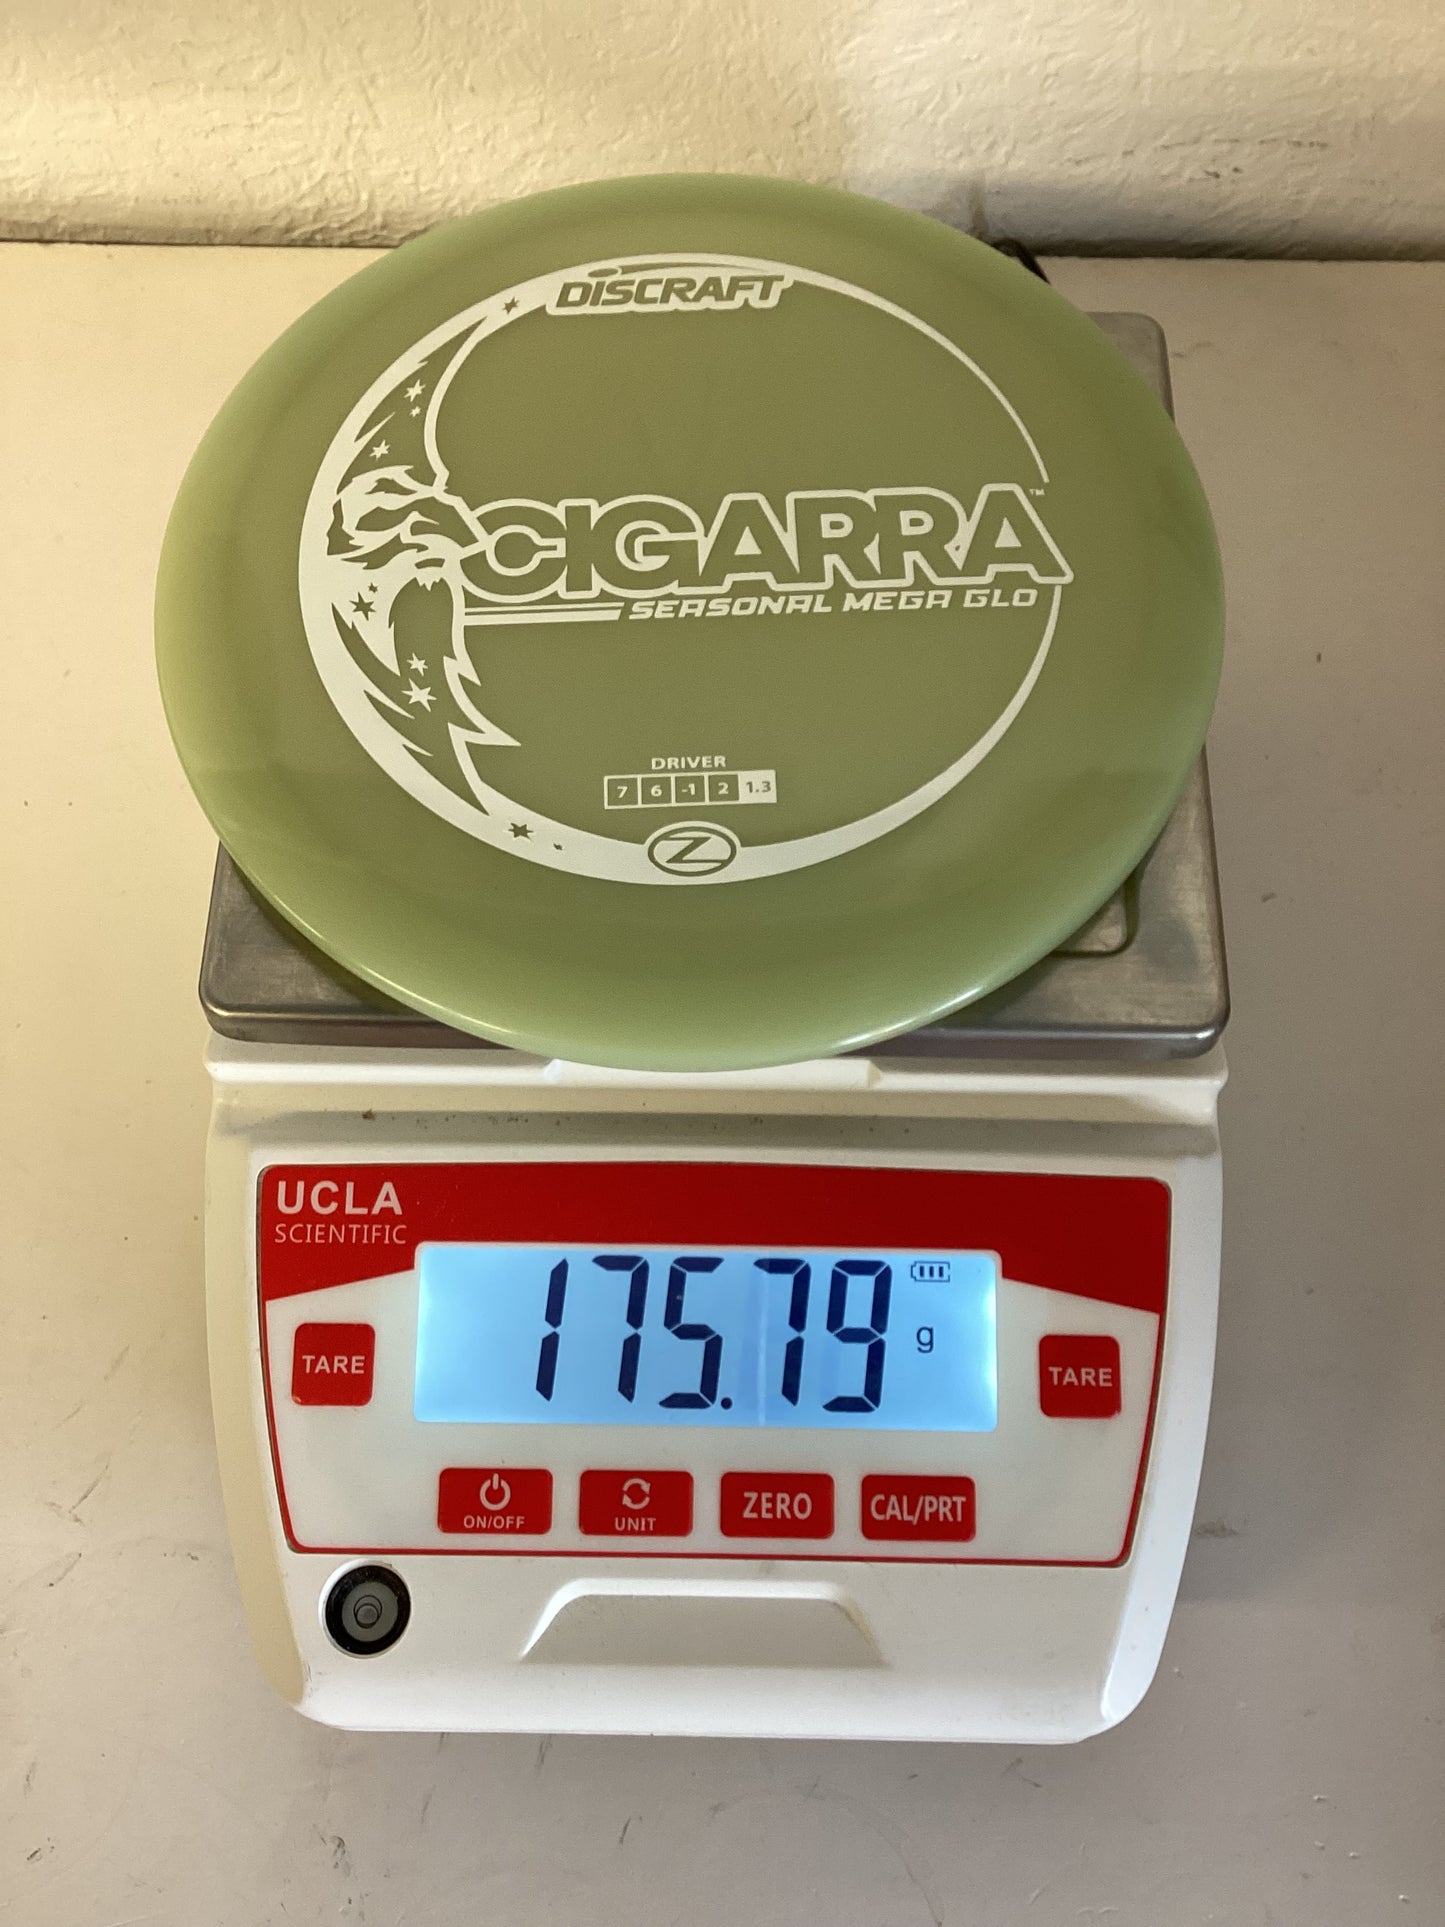 DISCRAFT
CIGARRA™
SEASONAL MEGA GLO
DRIVER
7 6 -1 2 1.3
Z
UCLA
SCIENTIFIC
175.79 g
TARE
TARE
ON/OFF
UNIT
ZERO
CAL/PRT